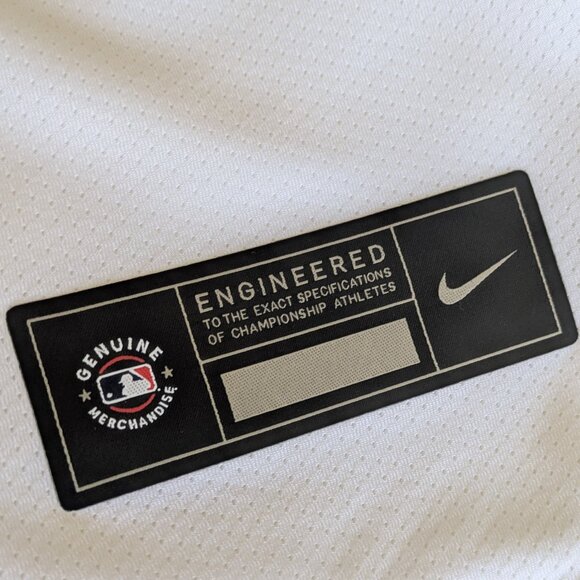 GENUINE
MERCHANDISE
ENGINEERED
TO THE EXACT SPECIFICATIONS
OF CHAMPIONSHIP ATHLETES